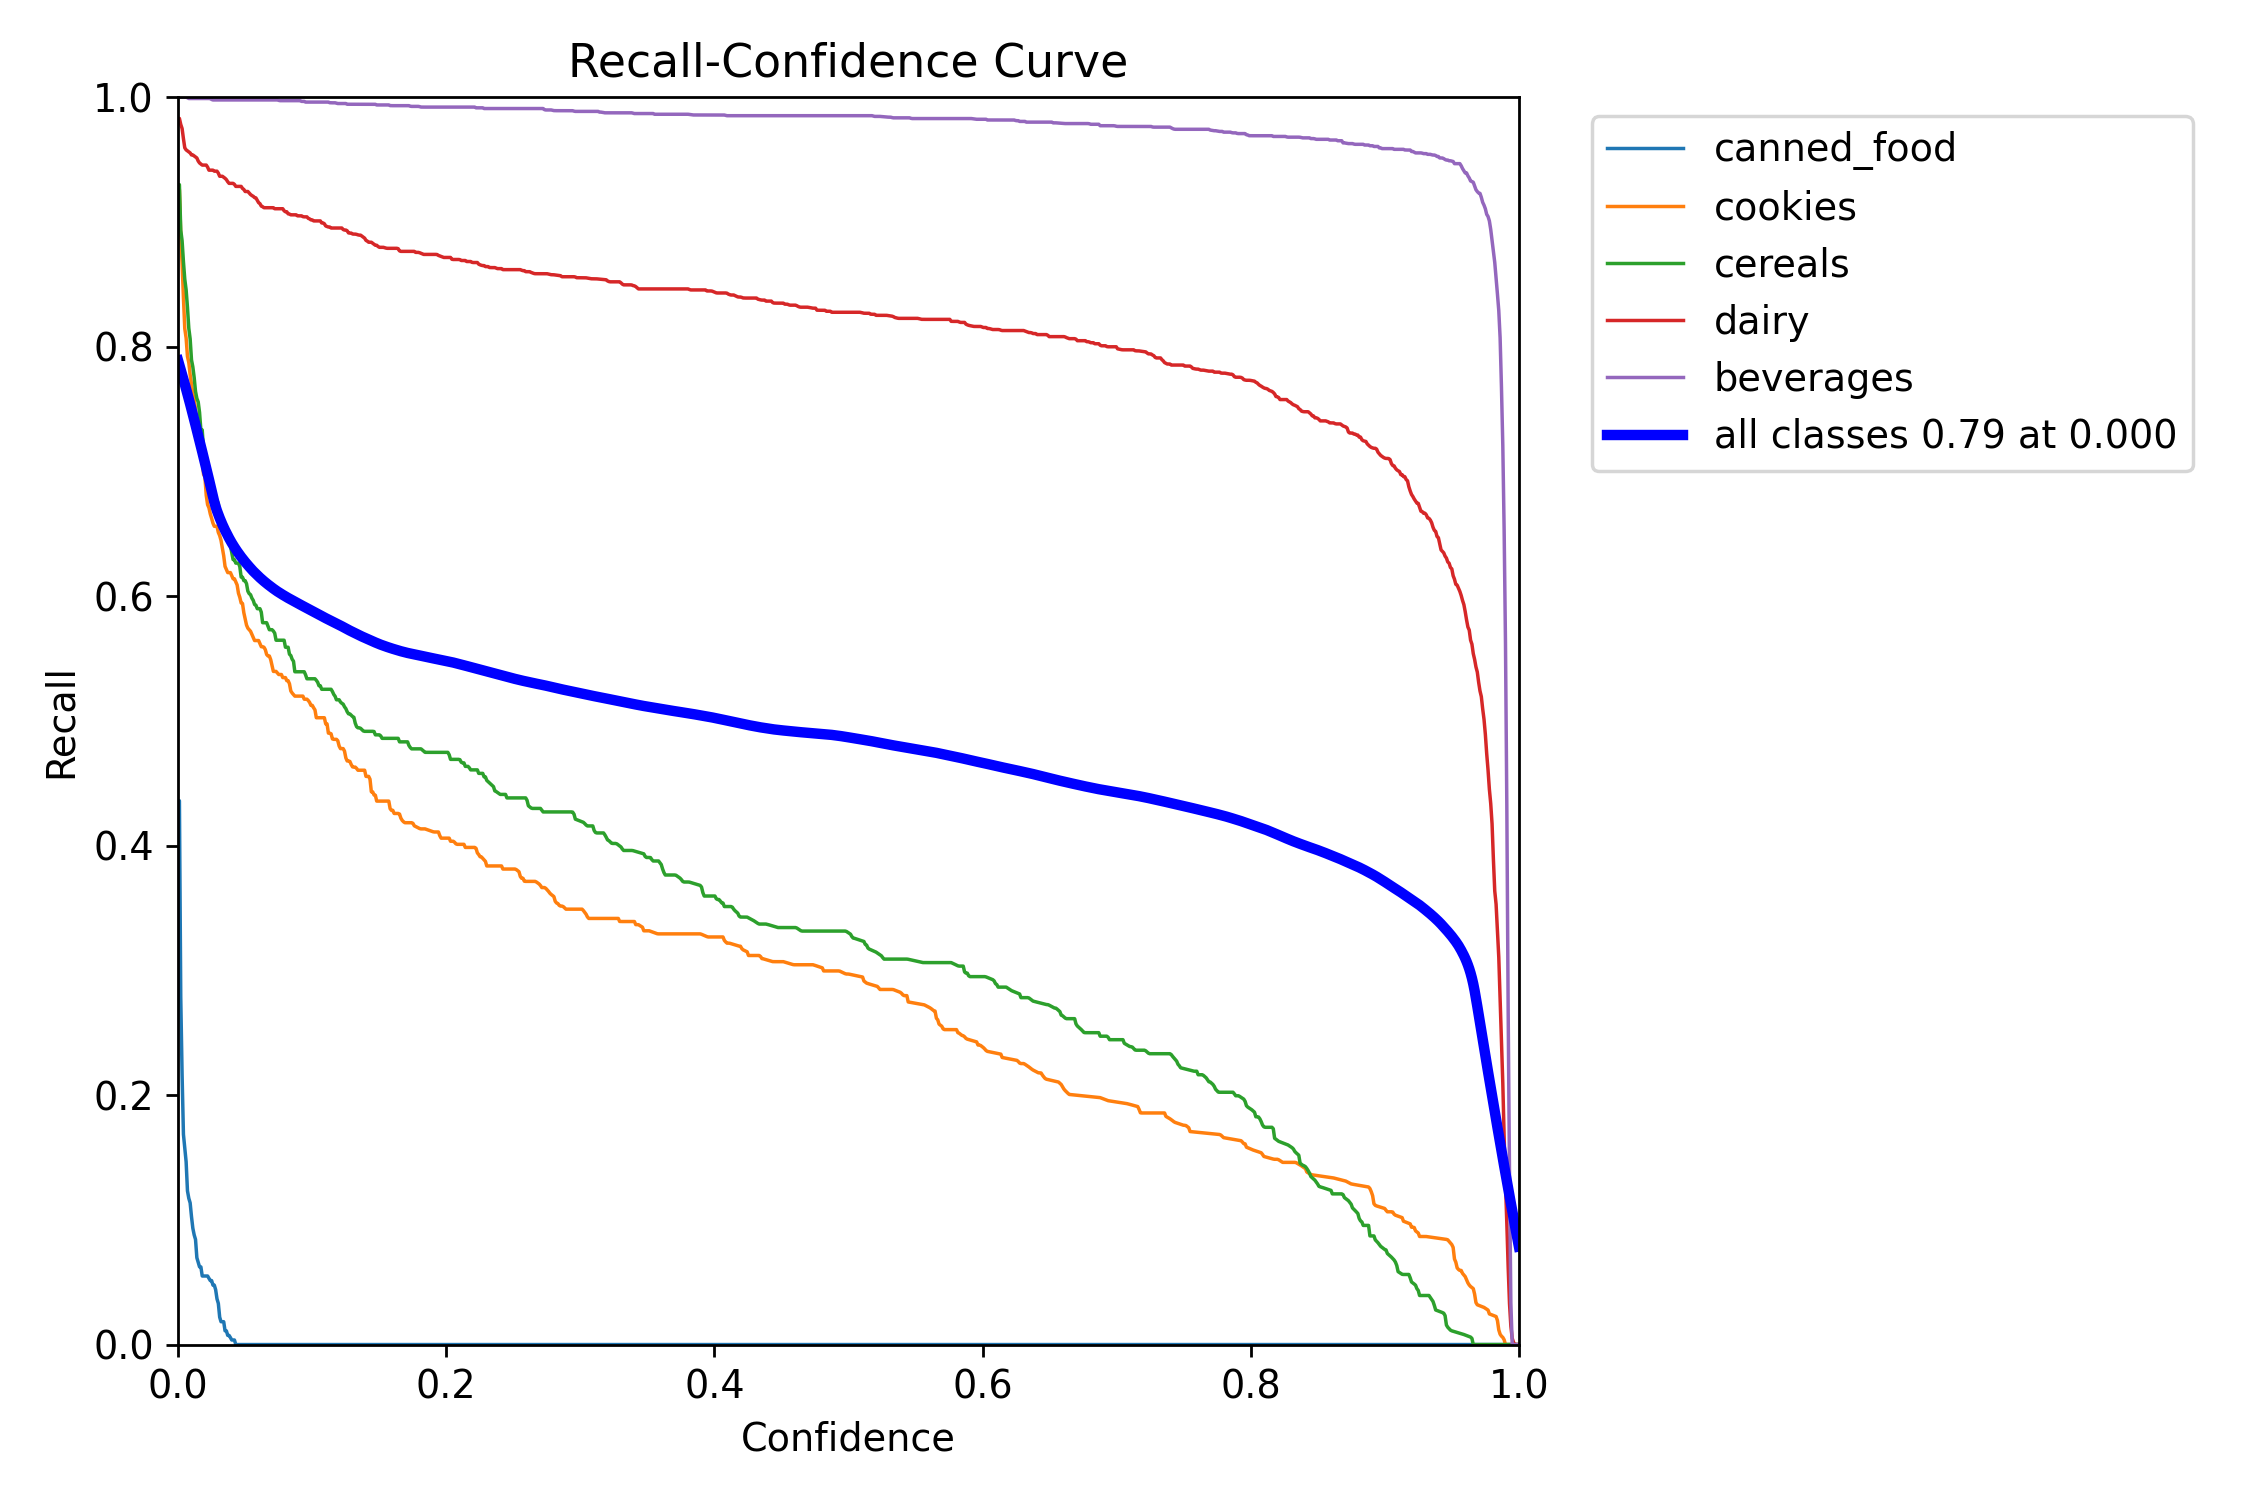 Recall-Confidence Curve
1.0
0.8
0.6
0.4
0.2
0.0
Recall
0.0 0.2 0.4 0.6 0.8 1.0
Confidence
canned_food
cookies
cereals
dairy
beverages
all classes 0.79 at 0.000